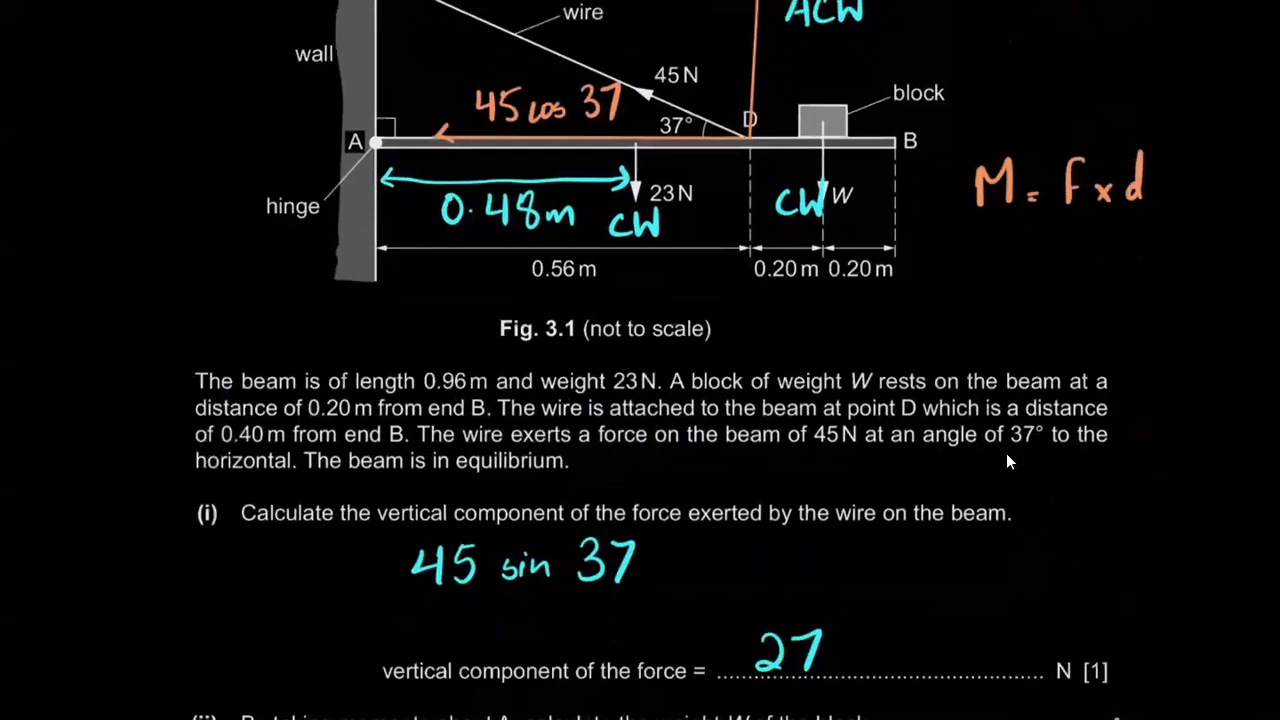 wire
ACW
wall
45 N
45 cos 37
block
37°
D
A
B
M = F x d
0.48m
23 N
CW
CW
W
hinge
0.56 m
0.20 m
0.20 m
Fig. 3.1 (not to scale)
The beam is of length 0.96 m and weight 23 N. A block of weight W rests on the beam at a
distance of 0.20 m from end B. The wire is attached to the beam at point D which is a distance
of 0.40 m from end B. The wire exerts a force on the beam of 45 N at an angle of 37° to the
horizontal. The beam is in equilibrium.
(i) Calculate the vertical component of the force exerted by the wire on the beam.
45 sin 37
vertical component of the force = 27 N [1]